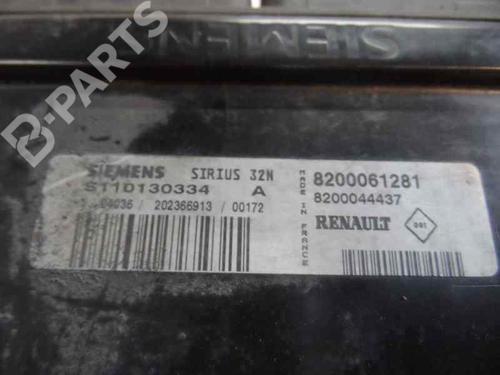 SIEMENS
B-PARTS
SIEMENS SIRIUS 32N
S110130334 A
04036 / 202366913 / 00172
MADE IN FRANCE
8200061281
8200044437
RENAULT